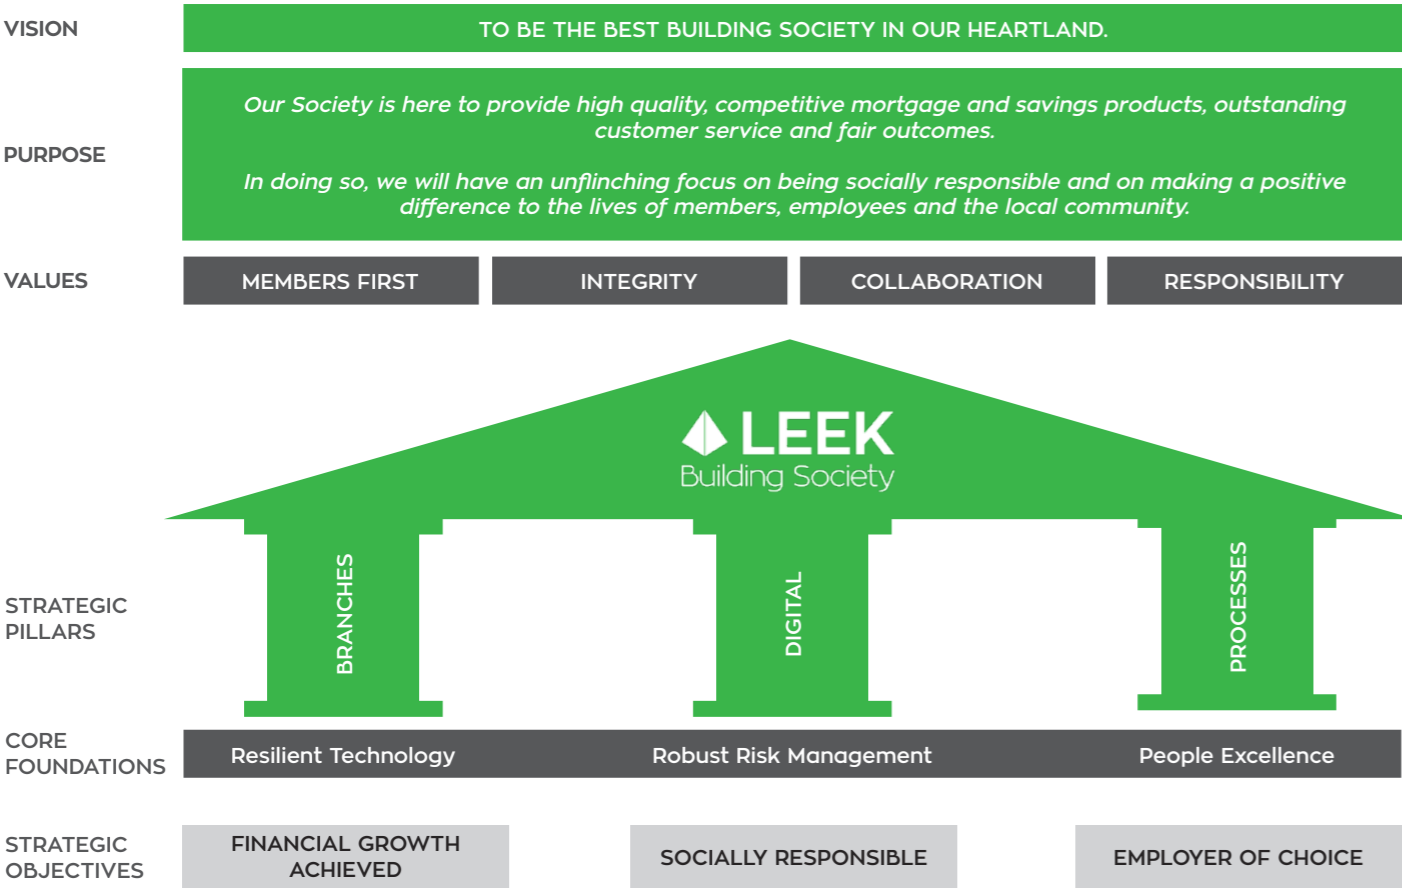 VISION
TO BE THE BEST BUILDING SOCIETY IN OUR HEARTLAND.
PURPOSE
Our Society is here to provide high quality, competitive mortgage and savings products, outstanding
customer service and fair outcomes.
In doing so, we will have an unflinching focus on being socially responsible and on making a positive
difference to the lives of members, employees and the local community.
VALUES
MEMBERS FIRST
INTEGRITY
COLLABORATION
RESPONSIBILITY
LEEK
Building Society
STRATEGIC
PILLARS
BRANCHES
DIGITAL
PROCESSES
CORE
FOUNDATIONS
Resilient Technology
Robust Risk Management
People Excellence
STRATEGIC
OBJECTIVES
FINANCIAL GROWTH
ACHIEVED
SOCIALLY RESPONSIBLE
EMPLOYER OF CHOICE